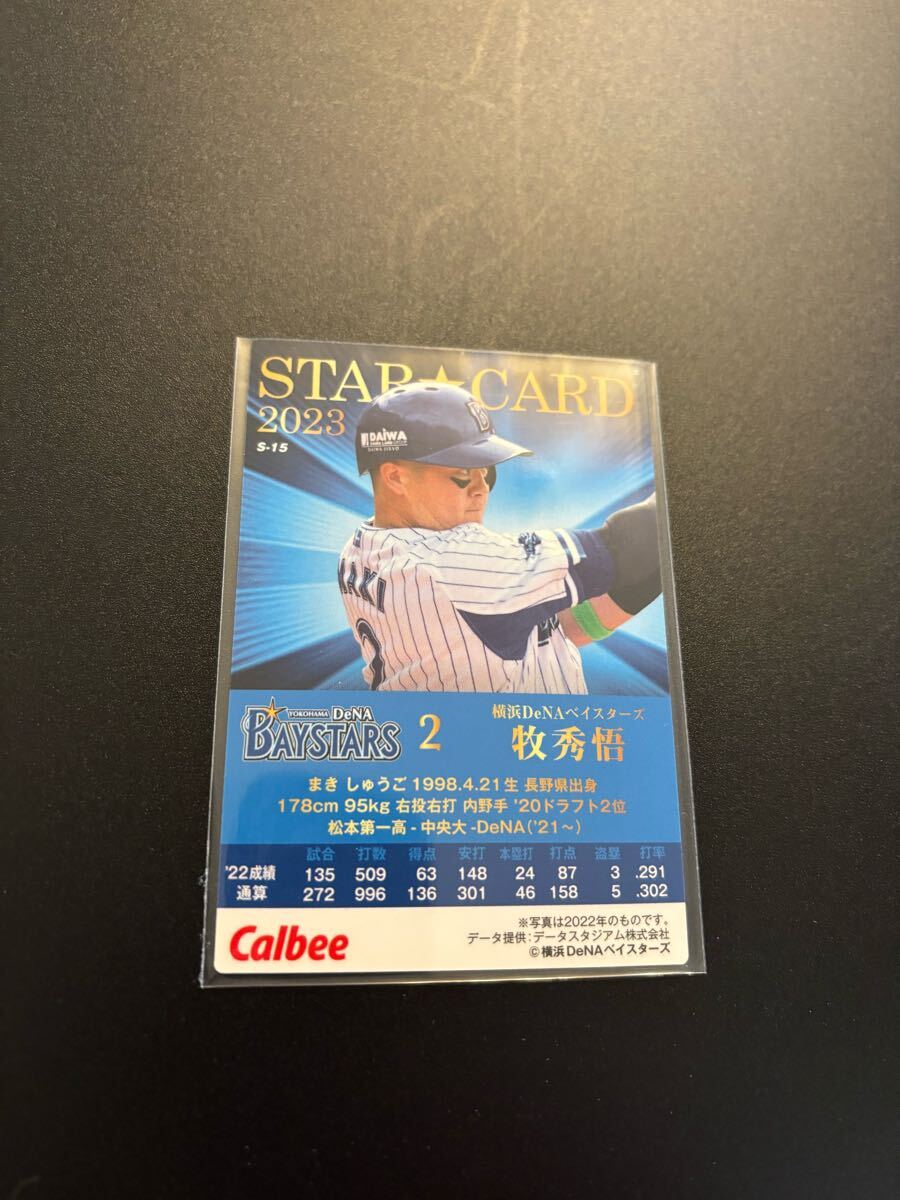 STAR★CARD
2023
S-15
DAIWA
MAKI
2
YOKOHAMA DeNA
BAYSTARS
2
横浜DeNAベイスターズ
牧秀悟
まき しゅうご 1998.4.21生 長野県出身
178cm 95kg 右投右打 内野手 '20ドラフト2位
松本第一高 - 中央大 -DeNA('21〜)
試合 打数 得点 安打 本塁打 打点 盗塁 打率
'22成績 135 509 63 148 24 87 3 .291
通算 272 996 136 301 46 158 5 .302
Calbee
※写真は2022年のものです。
データ提供:データスタジアム株式会社
©横浜DeNAベイスターズ